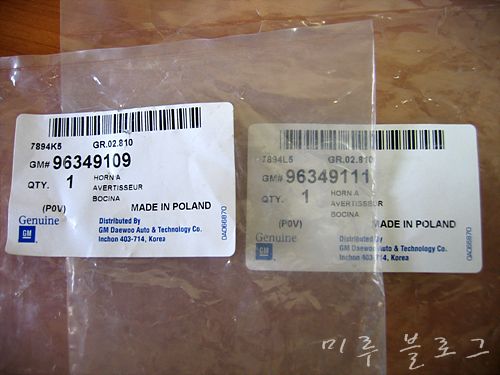 7894K5 GR.02.810
GM# 96349109
HORN A
QTY. 1 AVERTISSEUR
BOCINA
(P0V) MADE IN POLAND
Genuine
GM
Distributed By
GM Daewoo Auto & Technology Co.
Inchon 403-714, Korea
0A066870
7894L5 GR.02.810
GM# 96349111
HORN A
QTY. 1 AVERTISSEUR
BOCINA
(P0V) MADE IN POLAND
Genuine
GM
Distributed By
GM Daewoo Auto & Technology Co.
Inchon 403-714, Korea
0A066870
미루 블로그